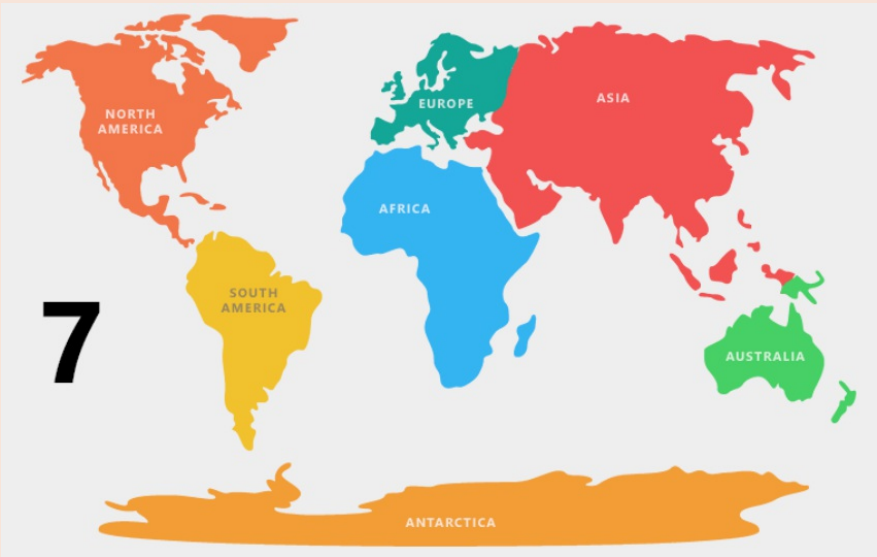 NORTH
AMERICA
EUROPE
ASIA
AFRICA
SOUTH
AMERICA
7
AUSTRALIA
ANTARCTICA